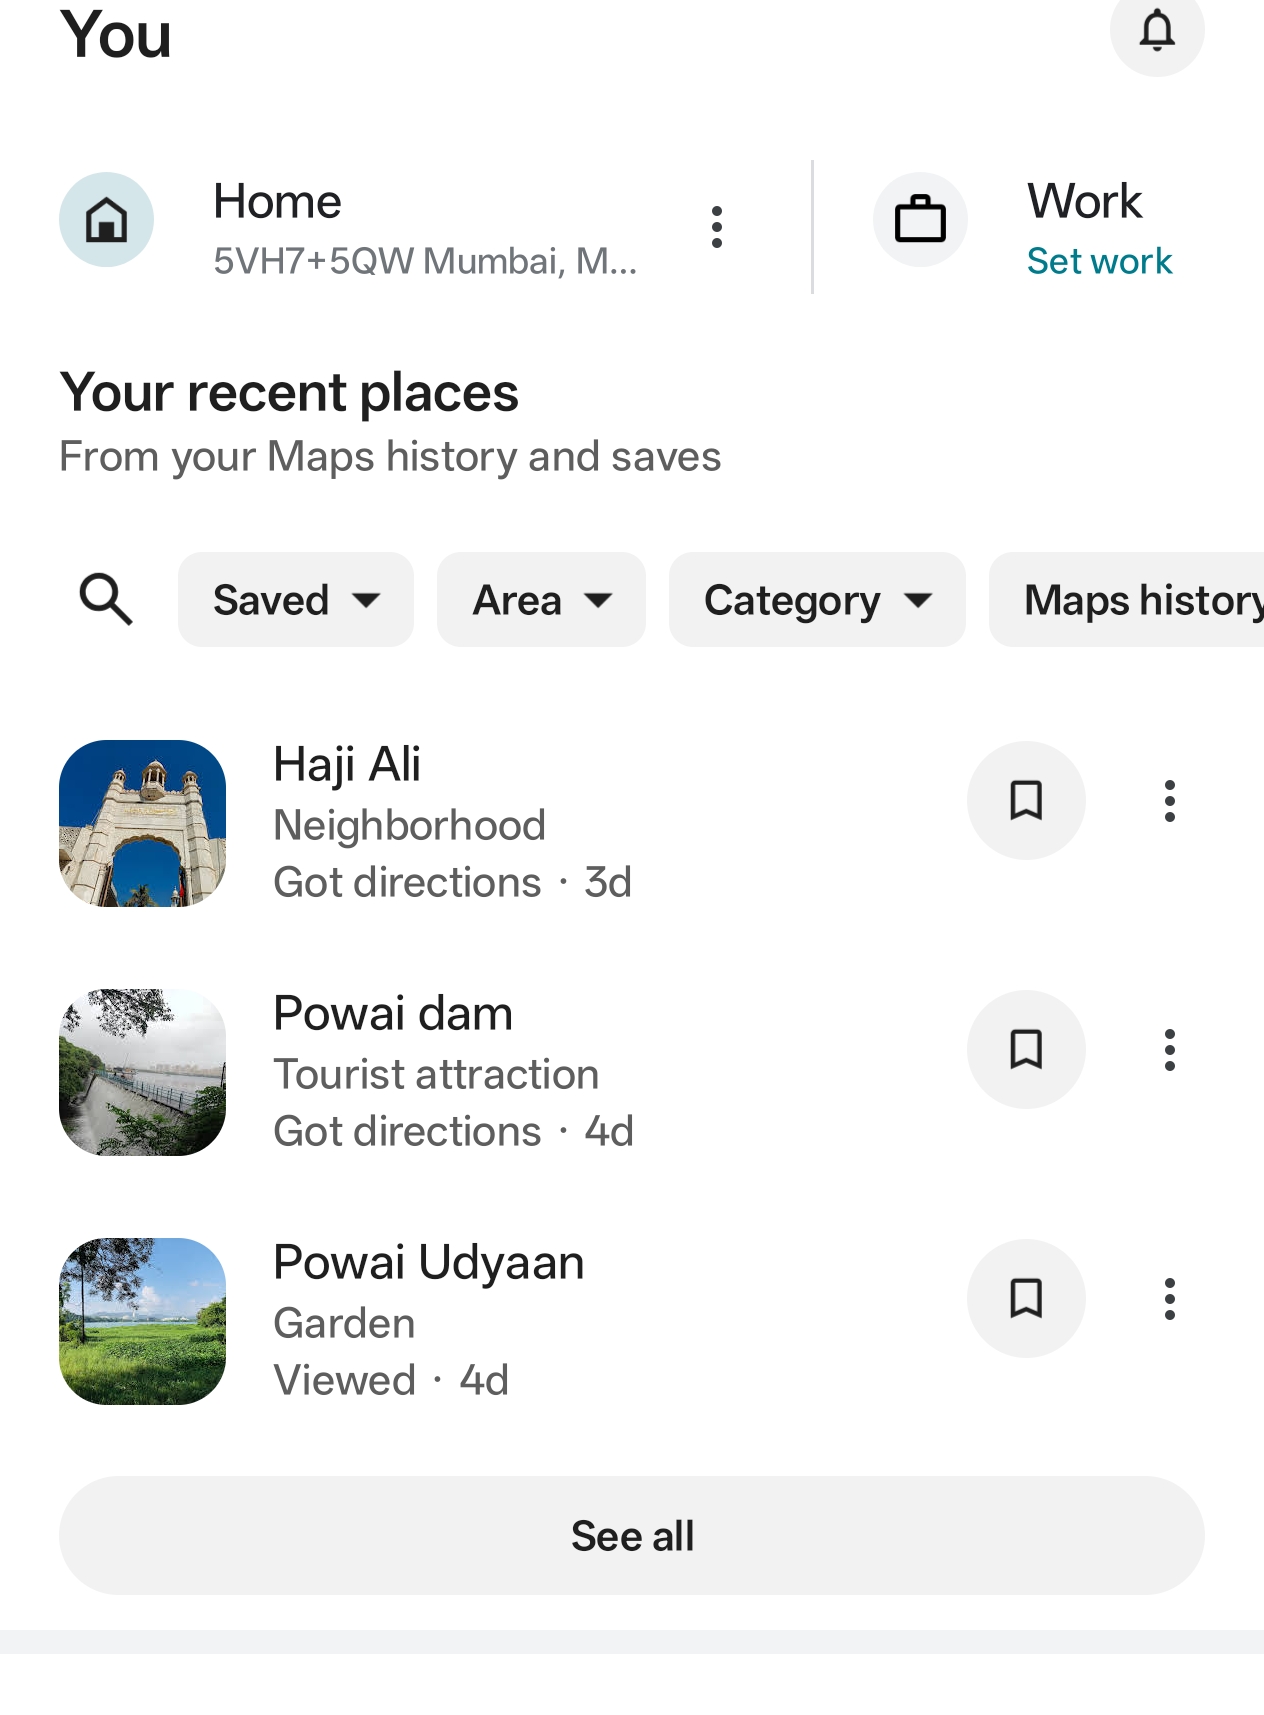 You
Home
5VH7+5QW Mumbai, M...
Work
Set work
Your recent places
From your Maps history and saves
Saved
Area
Category
Maps history
Haji Ali
Neighborhood
Got directions · 3d
Powai dam
Tourist attraction
Got directions · 4d
Powai Udyaan
Garden
Viewed · 4d
See all